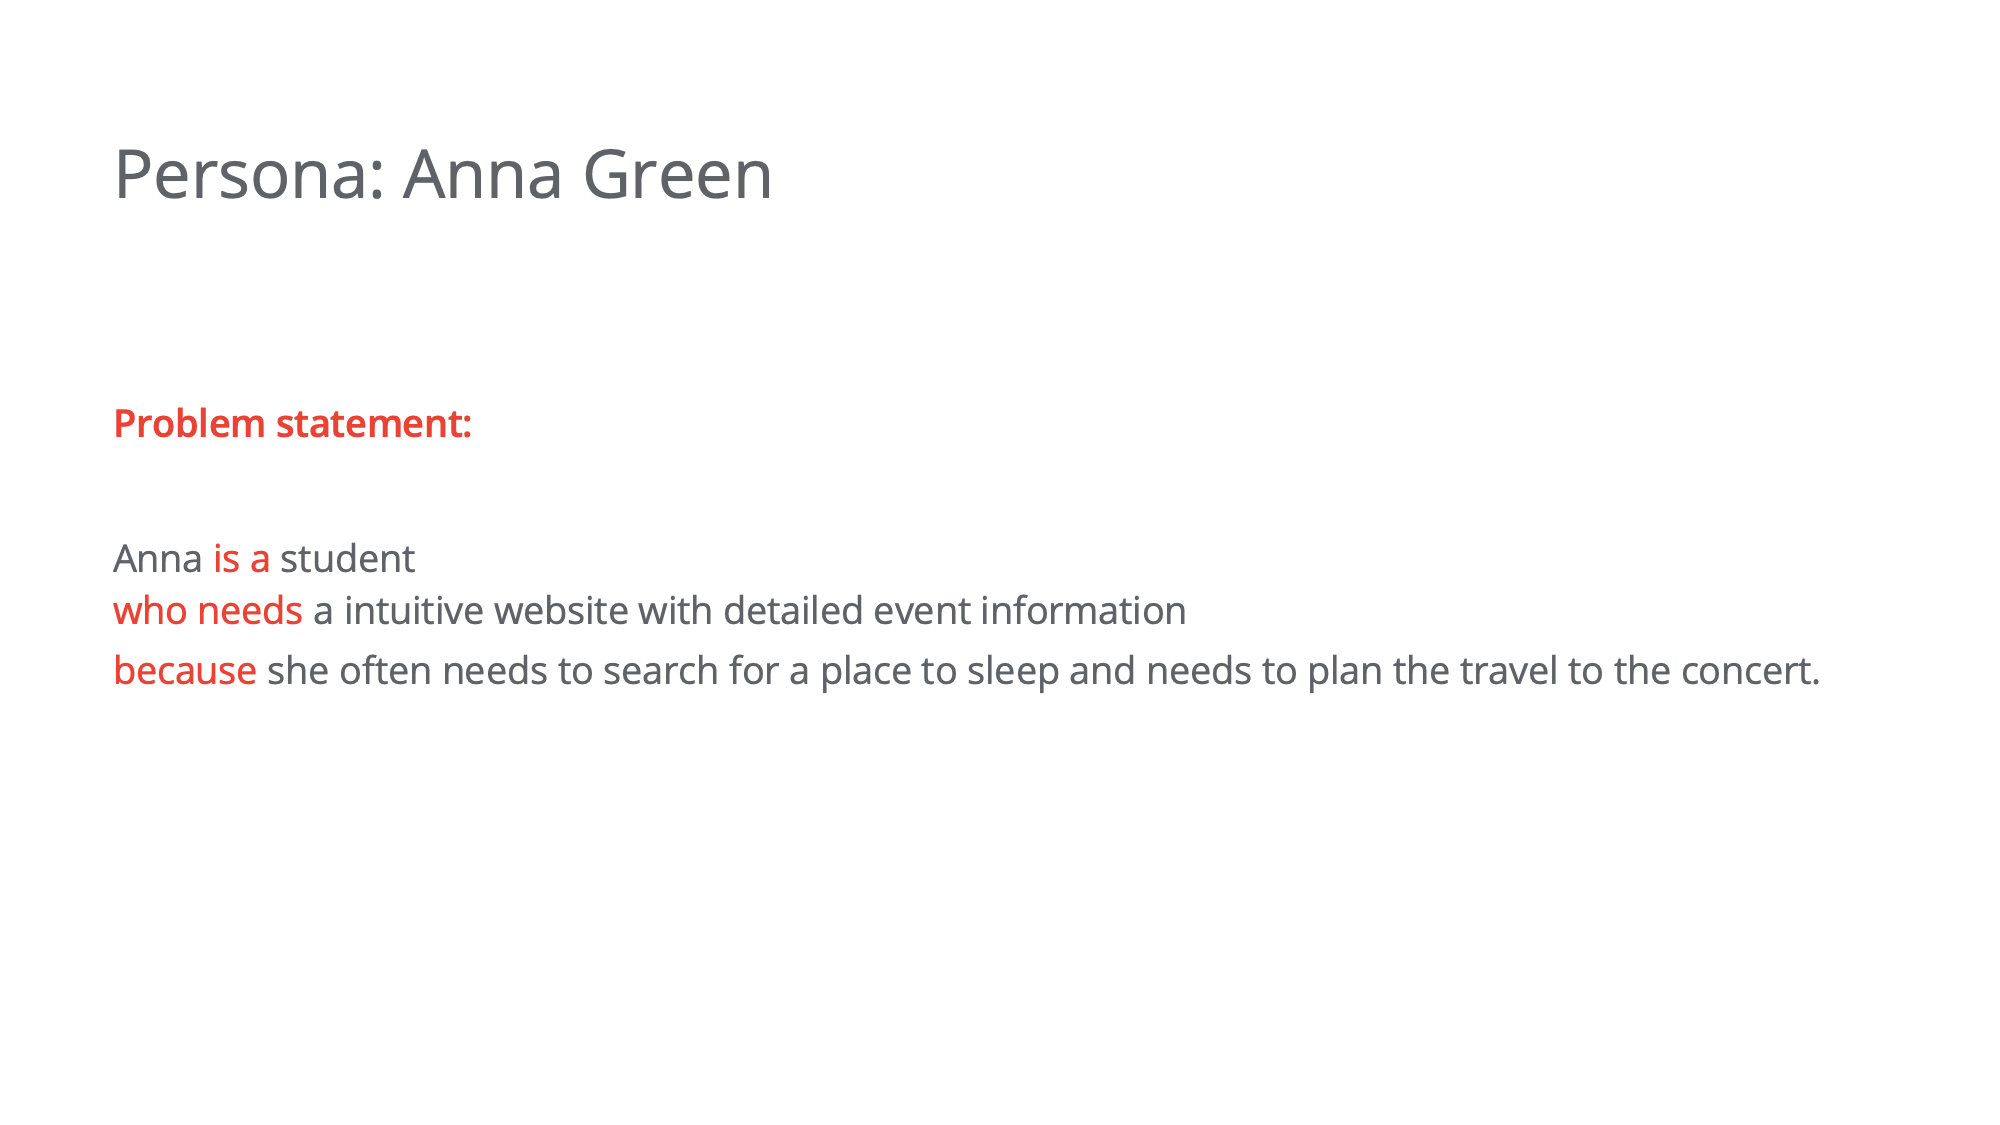 Persona: Anna Green
Problem statement:
Anna is a student
who needs a intuitive website with detailed event information
because she often needs to search for a place to sleep and needs to plan the travel to the concert.